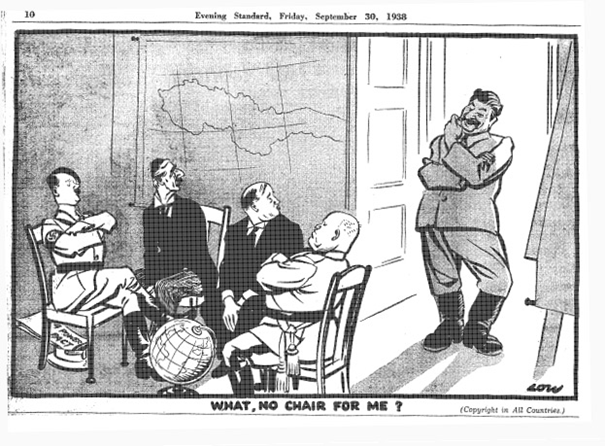 10 Evening Standard, Friday, September 30, 1938
LOW
WHAT, NO CHAIR FOR ME ?
(Copyright in All Countries.)